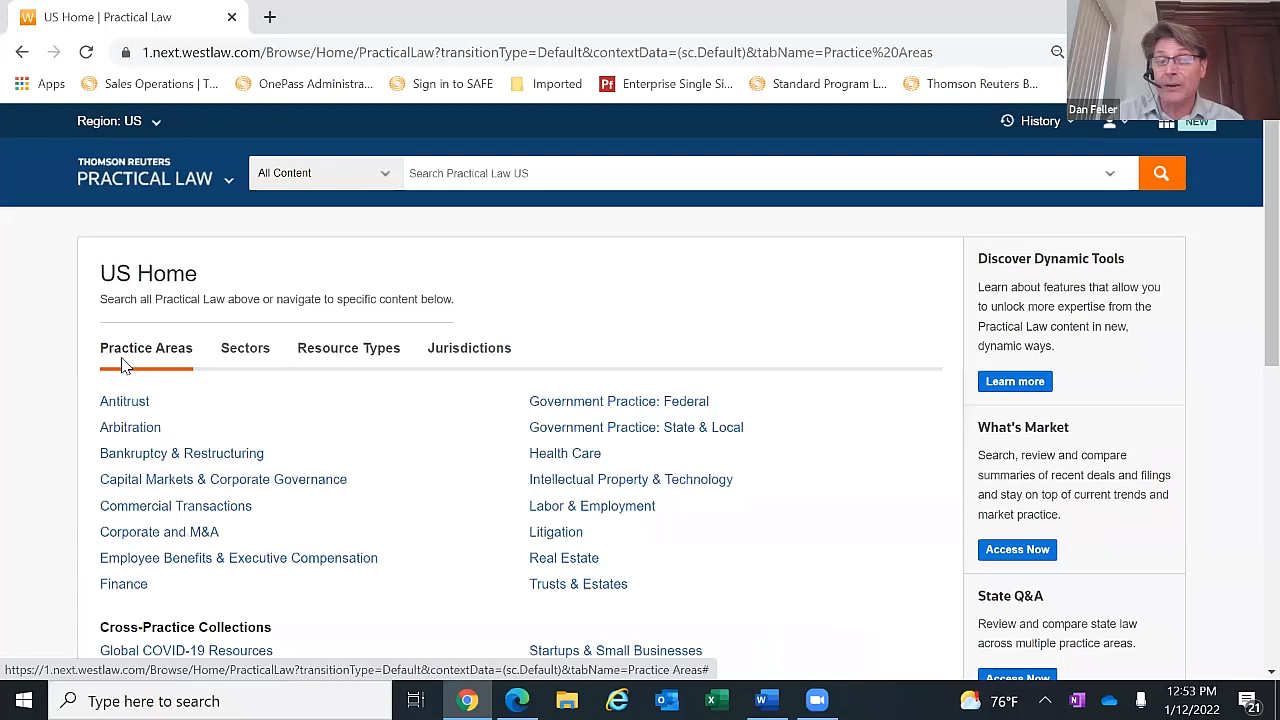 US Home | Practical Law
1.next.westlaw.com/Browse/Home/PracticalLaw?transitionType=Default&contextData=(sc.Default)&tabName=Practice%20Areas
Apps
Sales Operations | T...
OnePass Administra...
Sign in to
Imported
Enterprise Single Si...
Standard Program L...
Thomson Reuters B...
Dan Feller
Region: US
History
NEW
THOMSON REUTERS
PRACTICAL LAW
All Content
Search Practical Law US
US Home
Search all Practical Law above or navigate to specific content below.
Practice Areas
Sectors
Resource Types
Jurisdictions
Antitrust
Arbitration
Bankruptcy & Restructuring
Capital Markets & Corporate Governance
Commercial Transactions
Corporate and M&A
Employee Benefits & Executive Compensation
Finance
Government Practice: Federal
Government Practice: State & Local
Health Care
Intellectual Property & Technology
Labor & Employment
Litigation
Real Estate
Trusts & Estates
Cross-Practice Collections
Global COVID-19 Resources
Startups & Small Businesses
Discover Dynamic Tools
Learn about features that allow you
to unlock more expertise from the
Practical Law content in new,
dynamic ways.
Learn more
What's Market
Search, review and compare
summaries of recent deals and filings
and stay on top of current trends and
market practice.
Access Now
State Q&A
Review and compare state law
across multiple practice areas.
Access Now
https://1.next.westlaw.com/Browse/Home/PracticalLaw?transitionType=Default&contextData=(sc.Default)&tabName=Practice Areas#
Type here to search
76°F
12:53 PM
1/12/2022
21